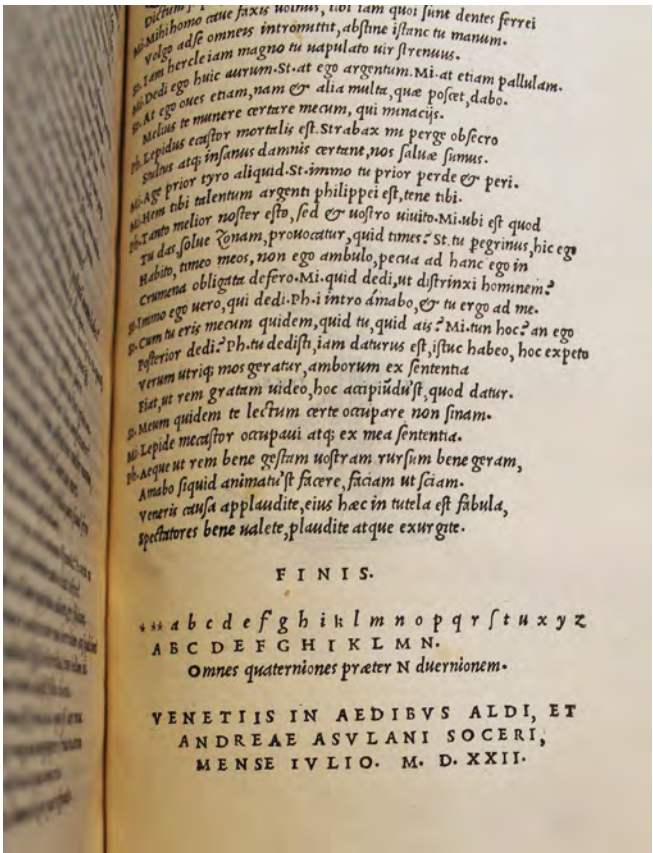 Dictum
Mi. Mihi homo caue faxis uolnus, tibi iam quoi ſunt dentes ferrei
Volgo ad ſe omneis intromittit, abſtine iſtanc tu manum.
St. Iam hercle iam magno tu uapulato uir ſtrenuus.
Mi. Dedi ego huic aurum. St. at ego argentum. Mi. at etiam pallulam.
St. At ego oues etiam, nam & alia multa, quæ poſcet, dabo.
Melius te munere certare mecum, qui minacijs.
Ph. Lepidus ecaſtor mortalis eſt. Strabax mi perge obſecro
Stultus atq; inſanus damnis certant, nos ſaluæ ſumus.
Mi. Age prior tyro aliquid. St. immo tu prior perde & peri.
Mi. Hem tibi talentum argenti philippei eſt, tene tibi.
Ph. Tanto melior noſter eſto, ſed & uoſtro uiuito. Mi. ubi eſt quod
Tu das, ſolue Zonam, prouocatur, quid times? St. tu pegrinus, hic ego
Habito, timeo meos, non ego ambulo, pecua ad hanc ego in
Crumena obligata defero. Mi. quid dedi, ut diſtrinxi hominem?
St. Immo ego uero, qui dedi. Ph. i intro ámabo, & tu ergo ad me.
St. Cum tu eris mecum quidem, quid tu, quid ais? Mi. tun hoc? an ego
Poſterior dedi? Ph. tu dediſti, iam daturus eſt, iſtuc habeo, hoc expeto
Verum utriq; mos geratur, amborum ex ſententia
Fiat, ut rem gratam uideo, hoc accipiūdu'ſt, quod datur.
St. Meum quidem te lectum certe occupare non ſinam.
Mi. Lepide mecaſtor occupaui atq; ex mea ſententia.
Ph. Aeque ut rem bene geſtam uoſtram rurſum bene geram,
Amabo ſiquid animatu'ſt facere, faciam ut ſciam.
Veneris cauſa applaudite, eius hæc in tutela eſt fabula,
Spectatores bene ualete, plaudite atque exurgite.
FINIS.
* ** a b c d e f g h i k l m n o p q r ſ t u x y z
A B C D E F G H I K L M N.
Omnes quaterniones præter N duernionem.
VENETIIS IN AEDIBVS ALDI, ET
ANDREAE ASVLANI SOCERI,
MENSE IVLIO. M. D. XXII.